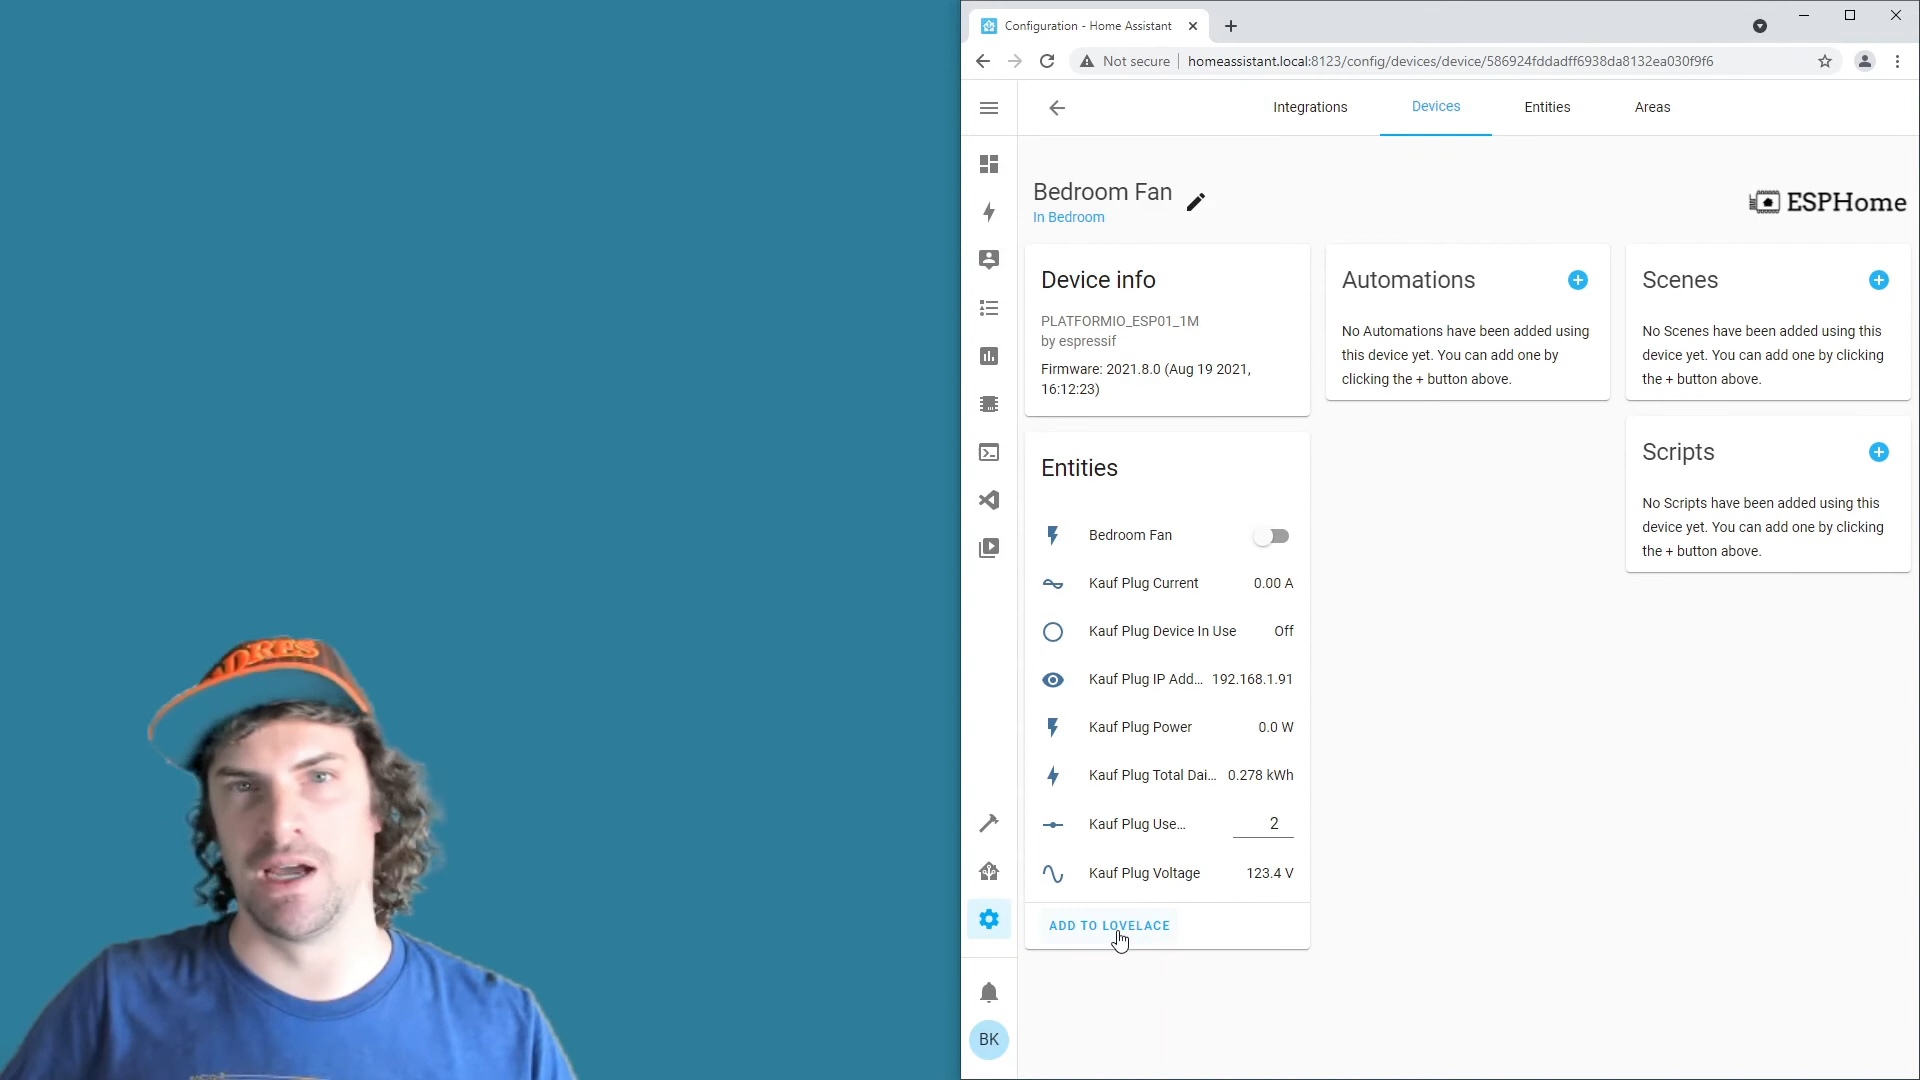 Configuration - Home Assistant
Not secure
homeassistant.local:8123/config/devices/device/586924fddadff6938da8132ea030f9f6
Integrations
Devices
Entities
Areas
Bedroom Fan
In Bedroom
ESPHome
Device info
PLATFORMIO_ESP01_1M
by espressif
Firmware: 2021.8.0 (Aug 19 2021,
16:12:23)
Automations
No Automations have been added using
this device yet. You can add one by
clicking the + button above.
Scenes
No Scenes have been added using this
device yet. You can add one by clicking
the + button above.
Scripts
No Scripts have been added using this
device yet. You can add one by clicking
the + button above.
Entities
Bedroom Fan
Kauf Plug Current 0.00 A
Kauf Plug Device In Use Off
Kauf Plug IP Add... 192.168.1.91
Kauf Plug Power 0.0 W
Kauf Plug Total Dai... 0.278 kWh
Kauf Plug Use... 2
Kauf Plug Voltage 123.4 V
ADD TO LOVELACE
BK